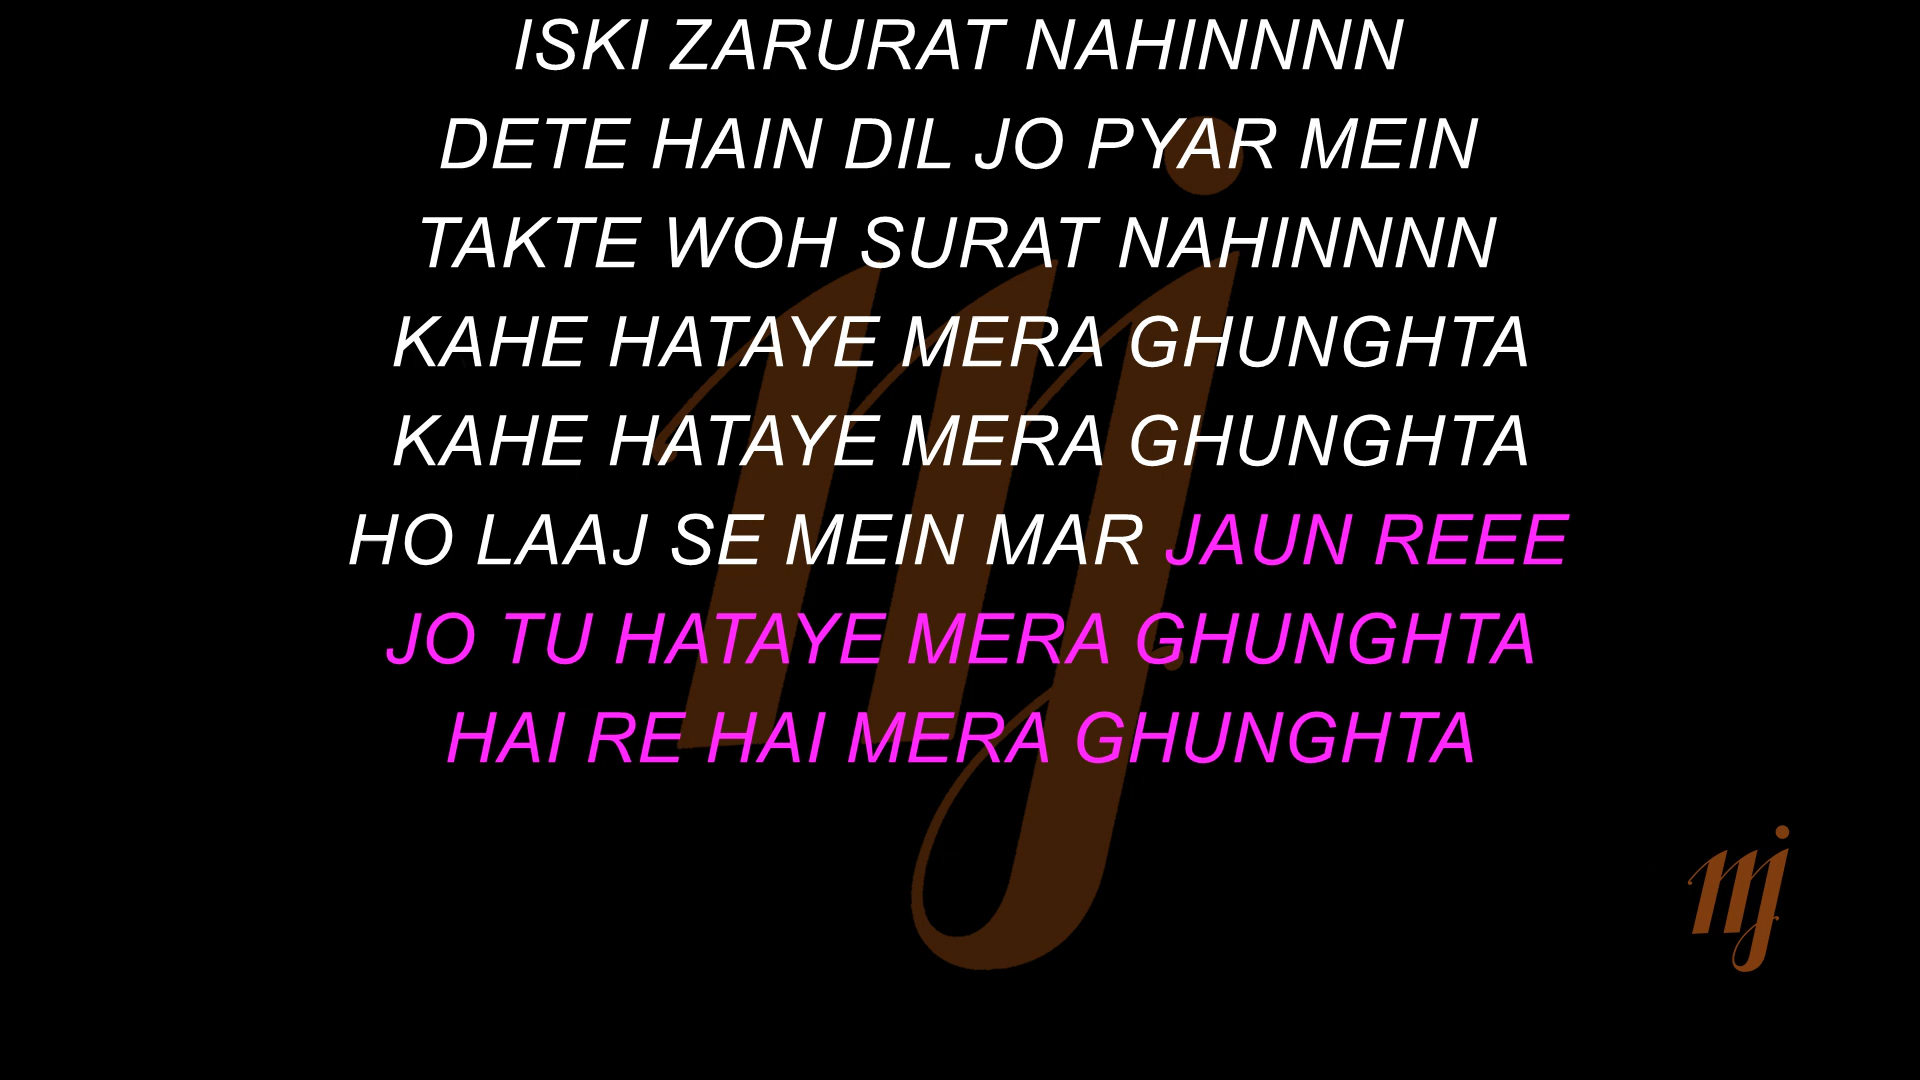 ISKI ZARURAT NAHINNNN
DETE HAIN DIL JO PYAR MEIN
TAKTE WOH SURAT NAHINNNN
KAHE HATAYE MERA GHUNGHTA
KAHE HATAYE MERA GHUNGHTA
HO LAAJ SE MEIN MAR JAUN REEE
JO TU HATAYE MERA GHUNGHTA
HAI RE HAI MERA GHUNGHTA
mj
mj